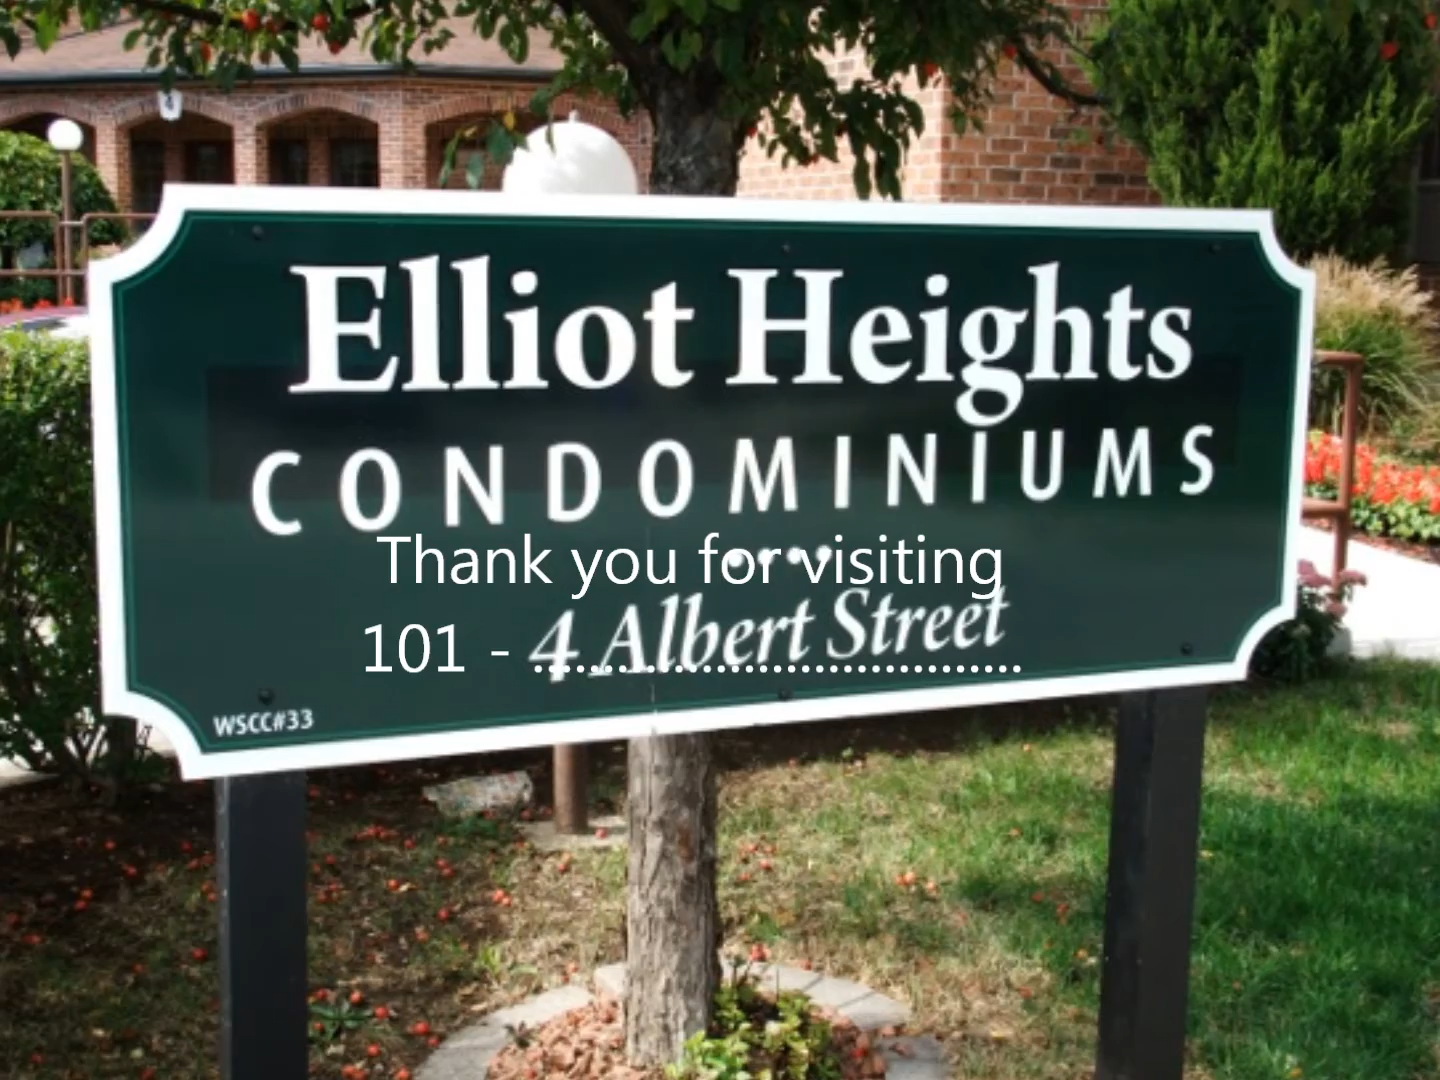 Elliot Heights
CONDOMINIUMS
Thank you for visiting
101 - ..................................
4 Albert Street
WSCC#33